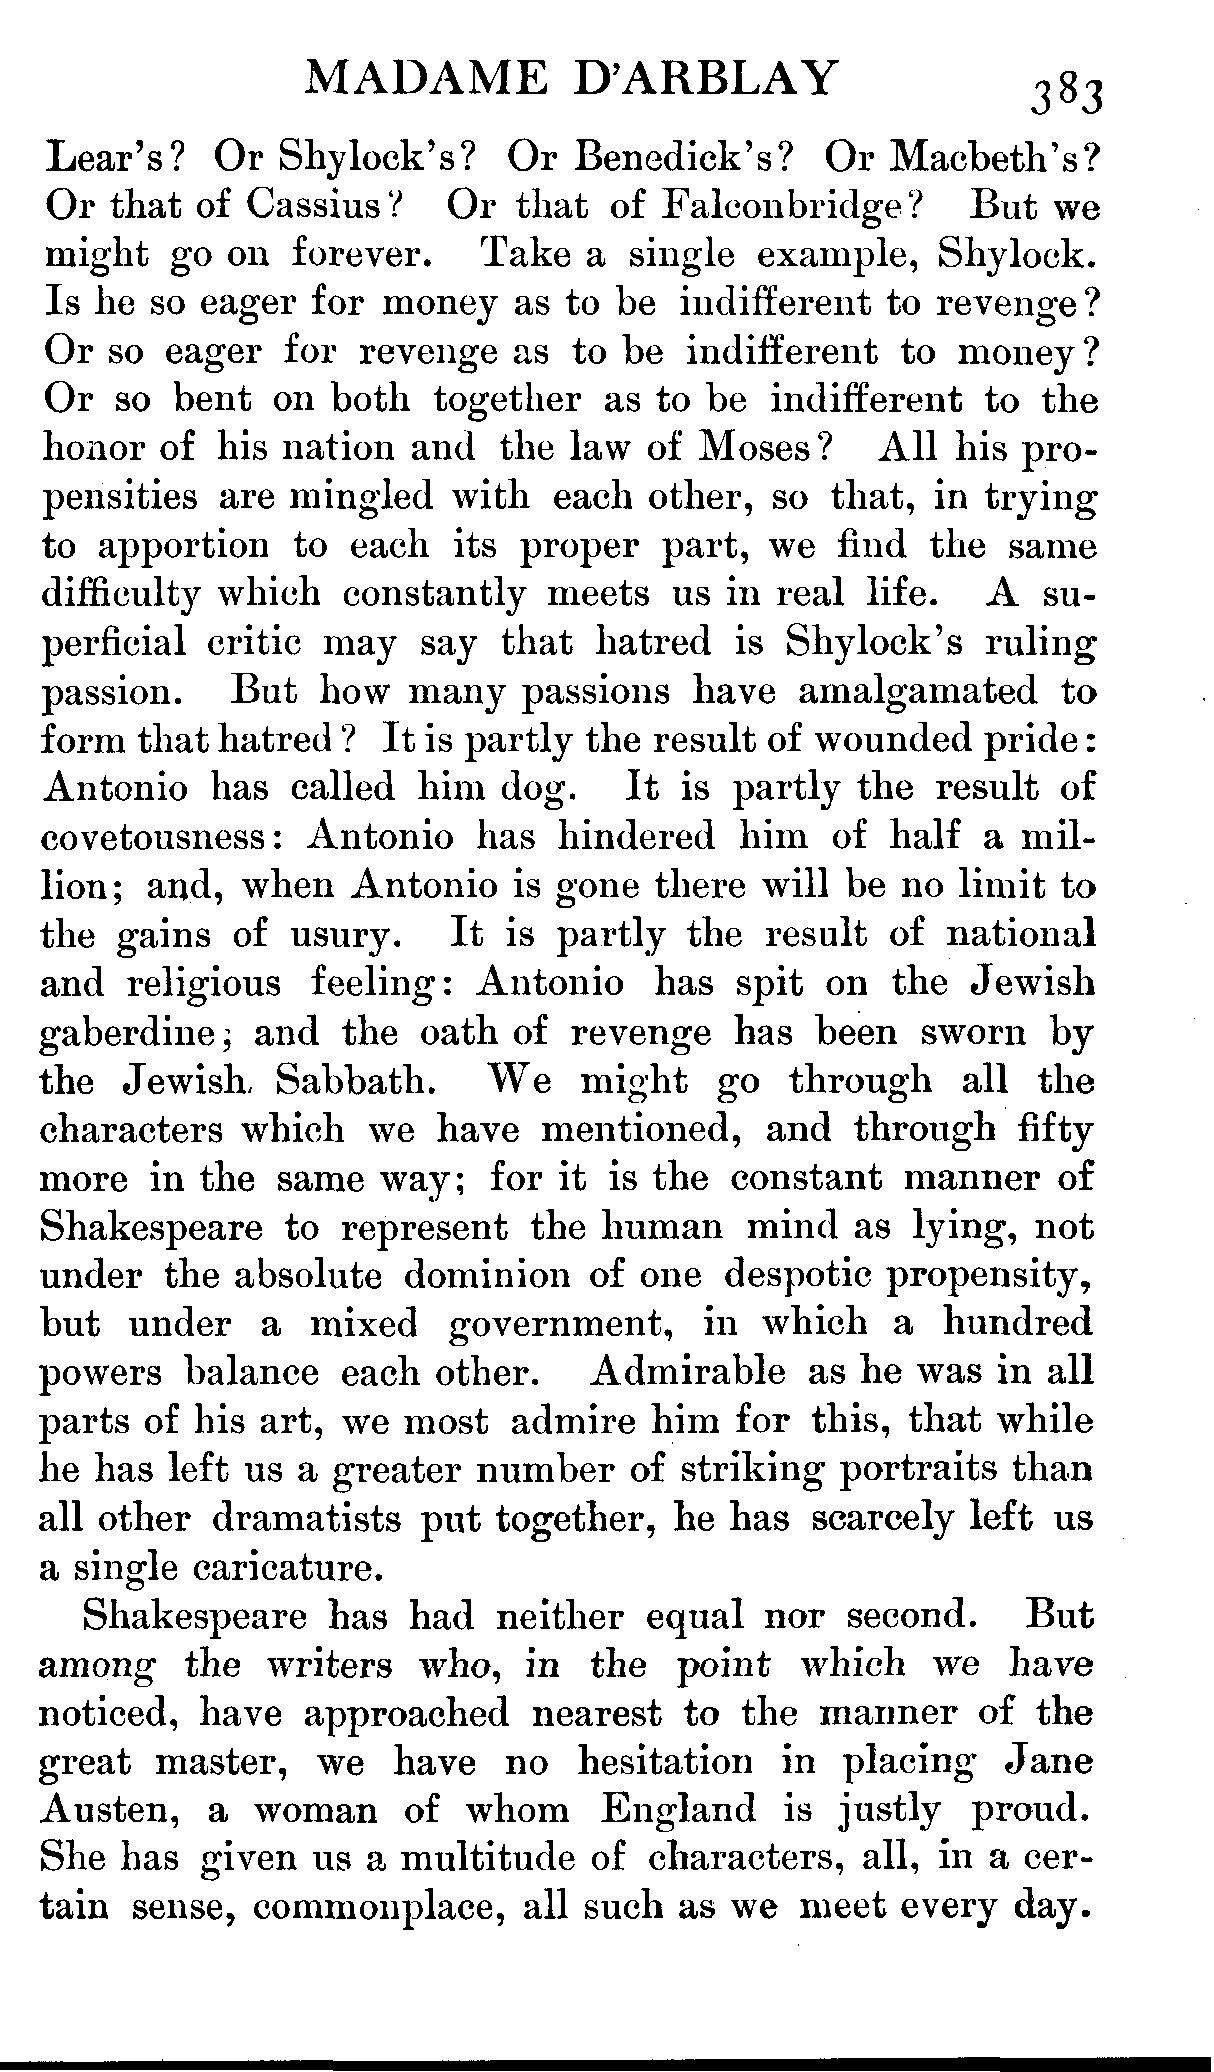 MADAME D'ARBLAY 383
Lear's? Or Shylock's? Or Benedick's? Or Macbeth's?
Or that of Cassius? Or that of Falconbridge? But we
might go on forever. Take a single example, Shylock.
Is he so eager for money as to be indifferent to revenge?
Or so eager for revenge as to be indifferent to money?
Or so bent on both together as to be indifferent to the
honor of his nation and the law of Moses? All his pro-
pensities are mingled with each other, so that, in trying
to apportion to each its proper part, we find the same
difficulty which constantly meets us in real life. A su-
perficial critic may say that hatred is Shylock's ruling
passion. But how many passions have amalgamated to
form that hatred? It is partly the result of wounded pride:
Antonio has called him dog. It is partly the result of
covetousness: Antonio has hindered him of half a mil-
lion; and, when Antonio is gone there will be no limit to
the gains of usury. It is partly the result of national
and religious feeling: Antonio has spit on the Jewish
gaberdine; and the oath of revenge has been sworn by
the Jewish Sabbath. We might go through all the
characters which we have mentioned, and through fifty
more in the same way; for it is the constant manner of
Shakespeare to represent the human mind as lying, not
under the absolute dominion of one despotic propensity,
but under a mixed government, in which a hundred
powers balance each other. Admirable as he was in all
parts of his art, we most admire him for this, that while
he has left us a greater number of striking portraits than
all other dramatists put together, he has scarcely left us
a single caricature.
Shakespeare has had neither equal nor second. But
among the writers who, in the point which we have
noticed, have approached nearest to the manner of the
great master, we have no hesitation in placing Jane
Austen, a woman of whom England is justly proud.
She has given us a multitude of characters, all, in a cer-
tain sense, commonplace, all such as we meet every day.